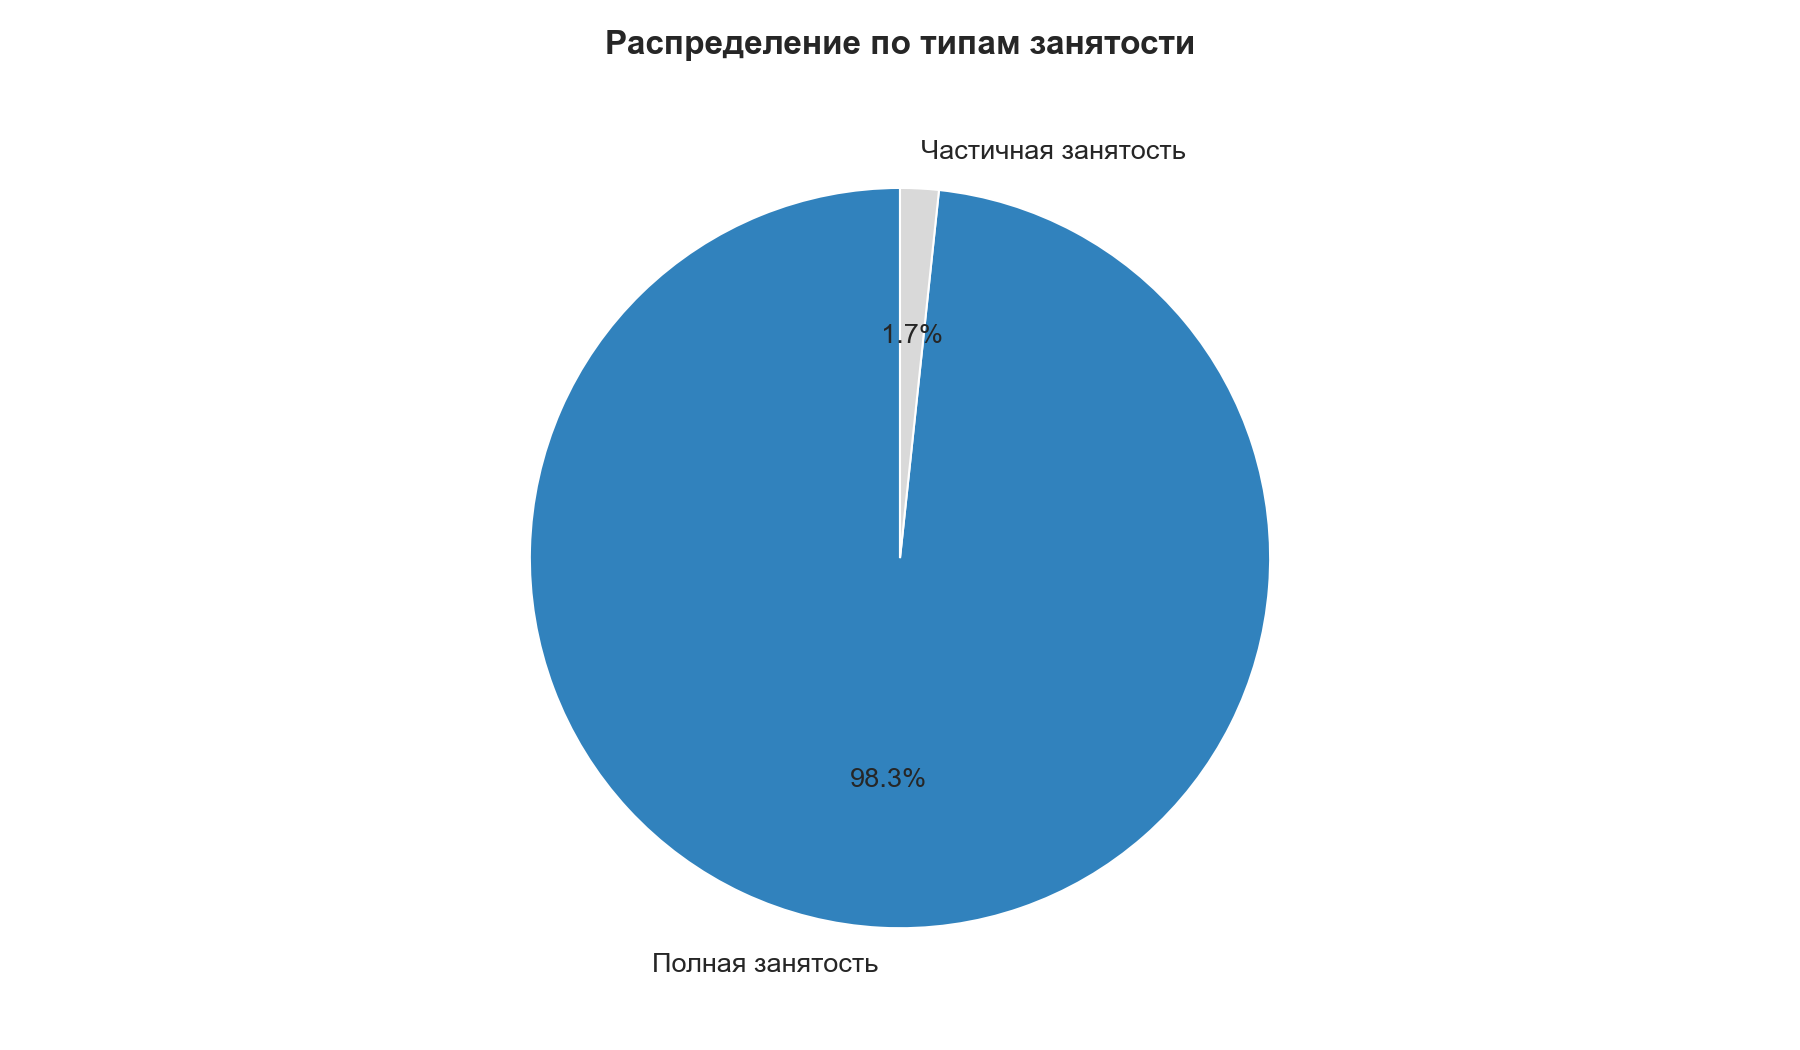 Распределение по типам занятости
Частичная занятость
1.7%
98.3%
Полная занятость